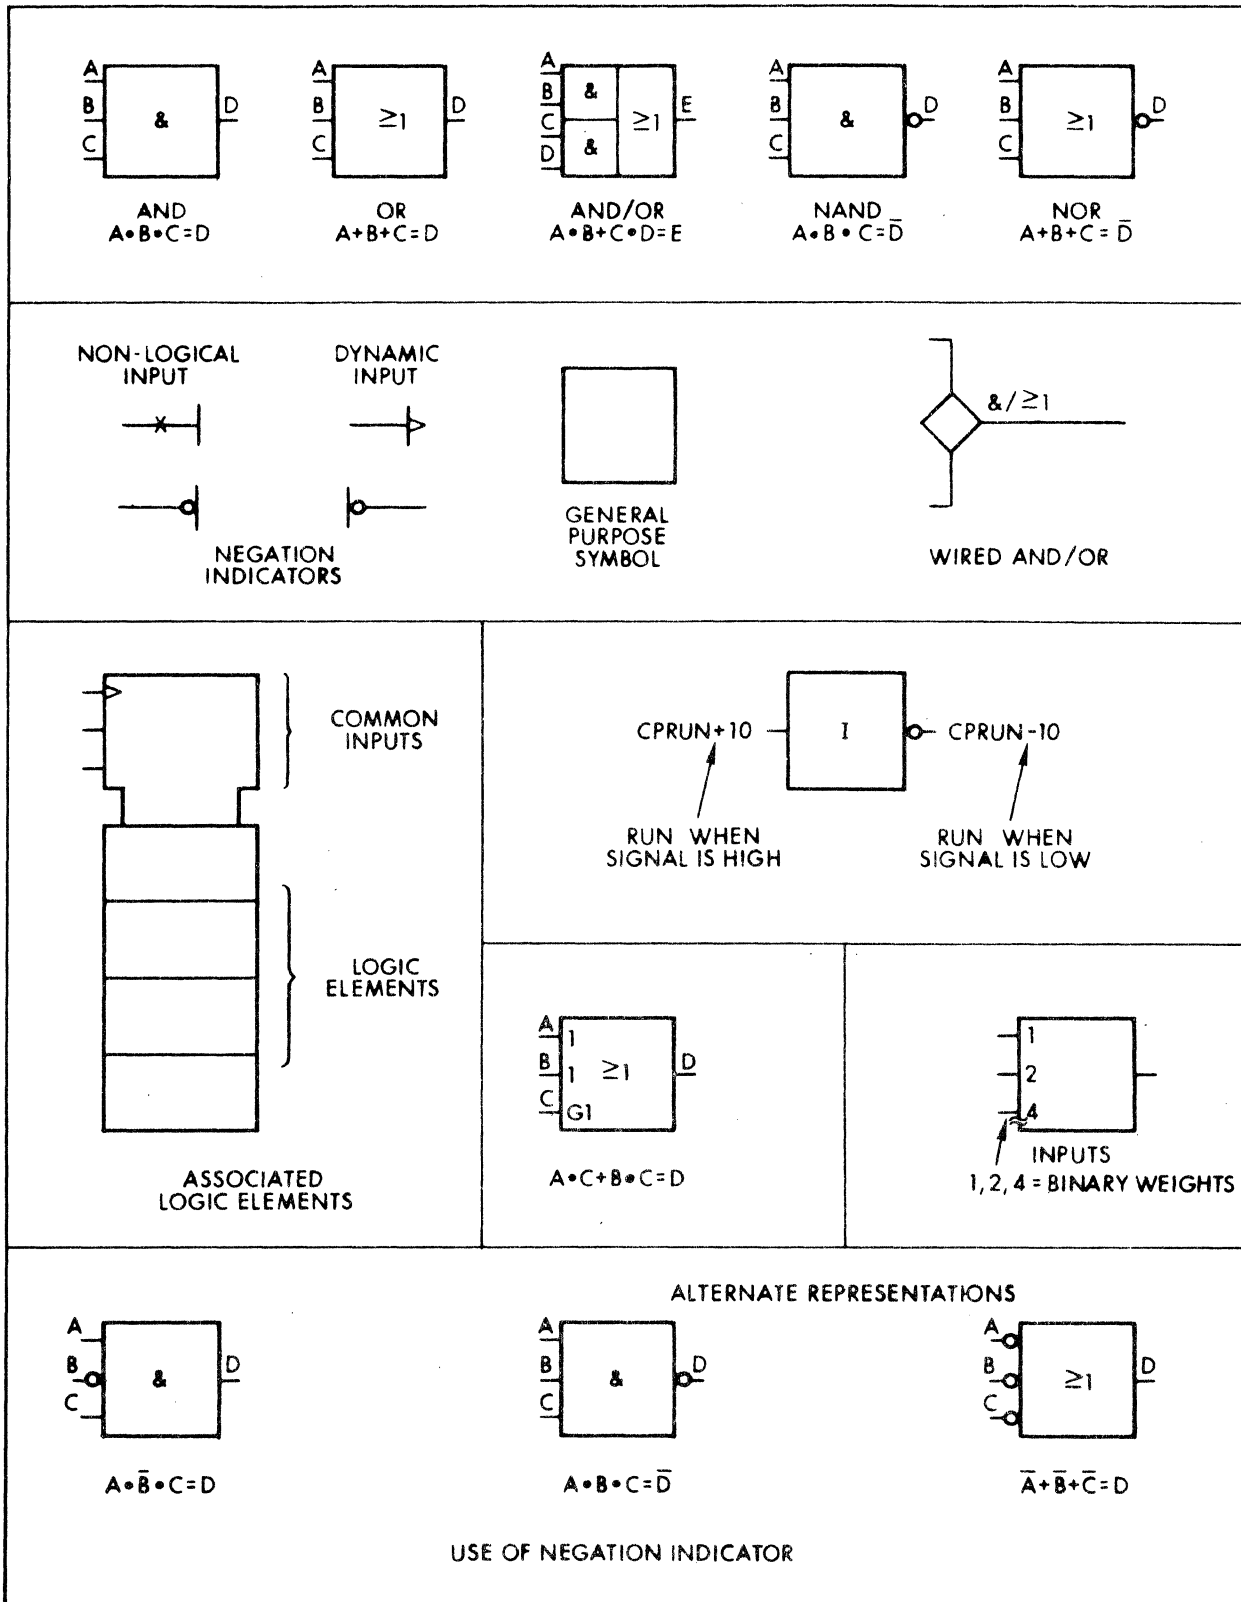 A
B
C
&
D
AND
A•B•C=D
A
B
C
≥1
D
OR
A+B+C=D
A
B
C
D
&
&
≥1
E
AND/OR
A•B+C•D=E
A
B
C
&
D
NAND
A•B•C=D̅
A
B
C
≥1
D
NOR
A+B+C=D̅
NON-LOGICAL
INPUT
DYNAMIC
INPUT
NEGATION
INDICATORS
GENERAL
PURPOSE
SYMBOL
&/≥1
WIRED AND/OR
COMMON
INPUTS
LOGIC
ELEMENTS
ASSOCIATED
LOGIC ELEMENTS
CPRUN+10
I
CPRUN-10
RUN WHEN
SIGNAL IS HIGH
RUN WHEN
SIGNAL IS LOW
A
B
C
1
1
G1
≥1
D
A•C+B•C=D
1
2
4
INPUTS
1,2,4=BINARY WEIGHTS
ALTERNATE REPRESENTATIONS
A
B
C
&
D
A•B̅•C=D
A
B
C
&
D
A•B•C=D̅
A
B
C
≥1
D
A̅+B̅+C̅=D
USE OF NEGATION INDICATOR